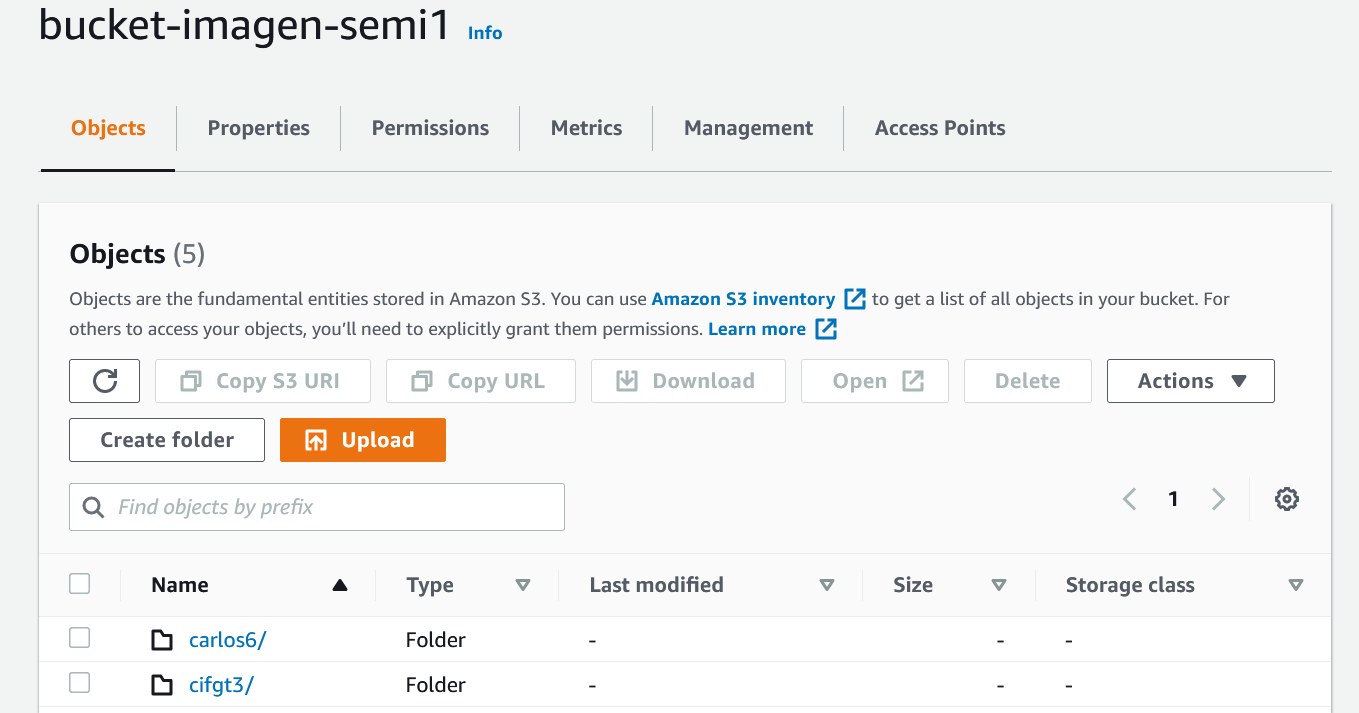 bucket-imagen-semi1 Info
Objects Properties Permissions Metrics Management Access Points
Objects (5)
Objects are the fundamental entities stored in Amazon S3. You can use Amazon S3 inventory to get a list of all objects in your bucket. For
others to access your objects, you’ll need to explicitly grant them permissions. Learn more
Copy S3 URI Copy URL Download Open Delete Actions
Create folder Upload
Find objects by prefix 1
Name Type Last modified Size Storage class
carlos6/ Folder - - -
cifgt3/ Folder - - -